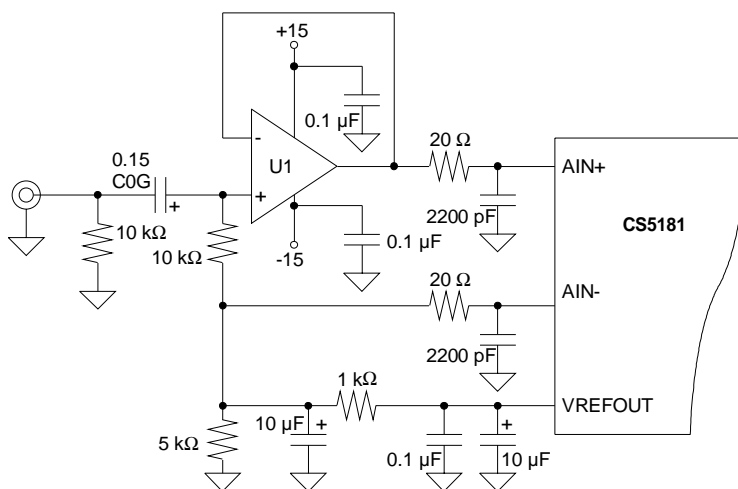 +15
0.1 µF
-
U1
+
-15
0.1 µF
0.15
C0G
+
10 kΩ
10 kΩ
20 Ω
AIN+
2200 pF
CS5181
20 Ω
AIN-
2200 pF
1 kΩ
VREFOUT
10 µF
+
5 kΩ
0.1 µF
+
10 µF